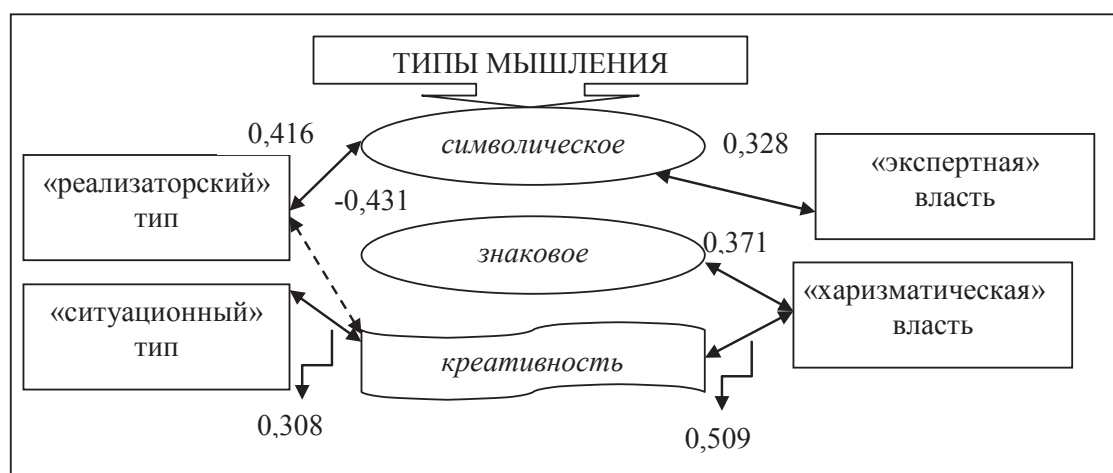 ТИПЫ МЫШЛЕНИЯ
0,416
символическое
0,328
«реализаторский»
тип
-0,431
«экспертная»
власть
знаковое
0,371
«ситуационный»
тип
«харизматическая»
власть
креативность
0,308
0,509